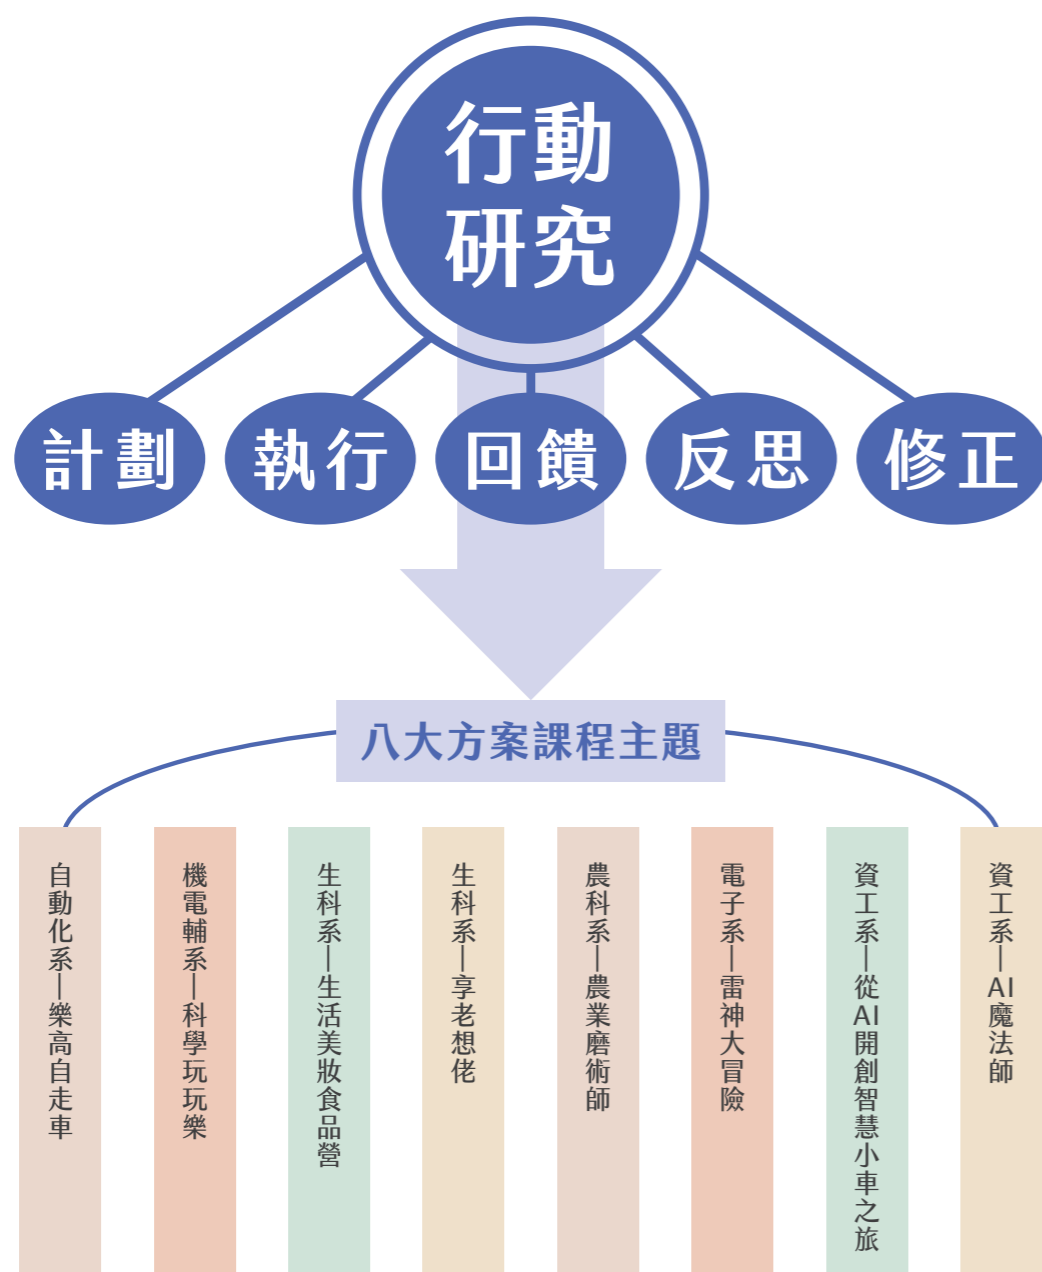 行動
研究
計劃
執行
回饋
反思
修正
八大方案課程主題
自動化系—樂高自走車
機電輔系—科學玩玩樂
生科系—生活美妝食品營
生科系—享老想佬
農科系—農業磨術師
電子系—雷神大冒險
資工系—從AI開創智慧小車之旅
資工系—AI魔法師